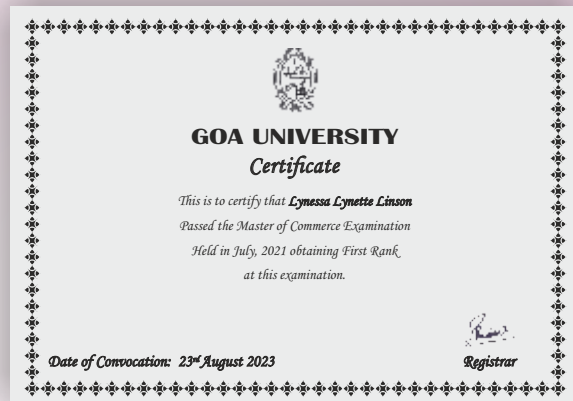 GOA UNIVERSITY
Certificate
This is to certify that Lynessa Lynette Linson
Passed the Master of Commerce Examination
Held in July, 2021 obtaining First Rank
at this examination.
Date of Convocation: 23rd August 2023
Registrar